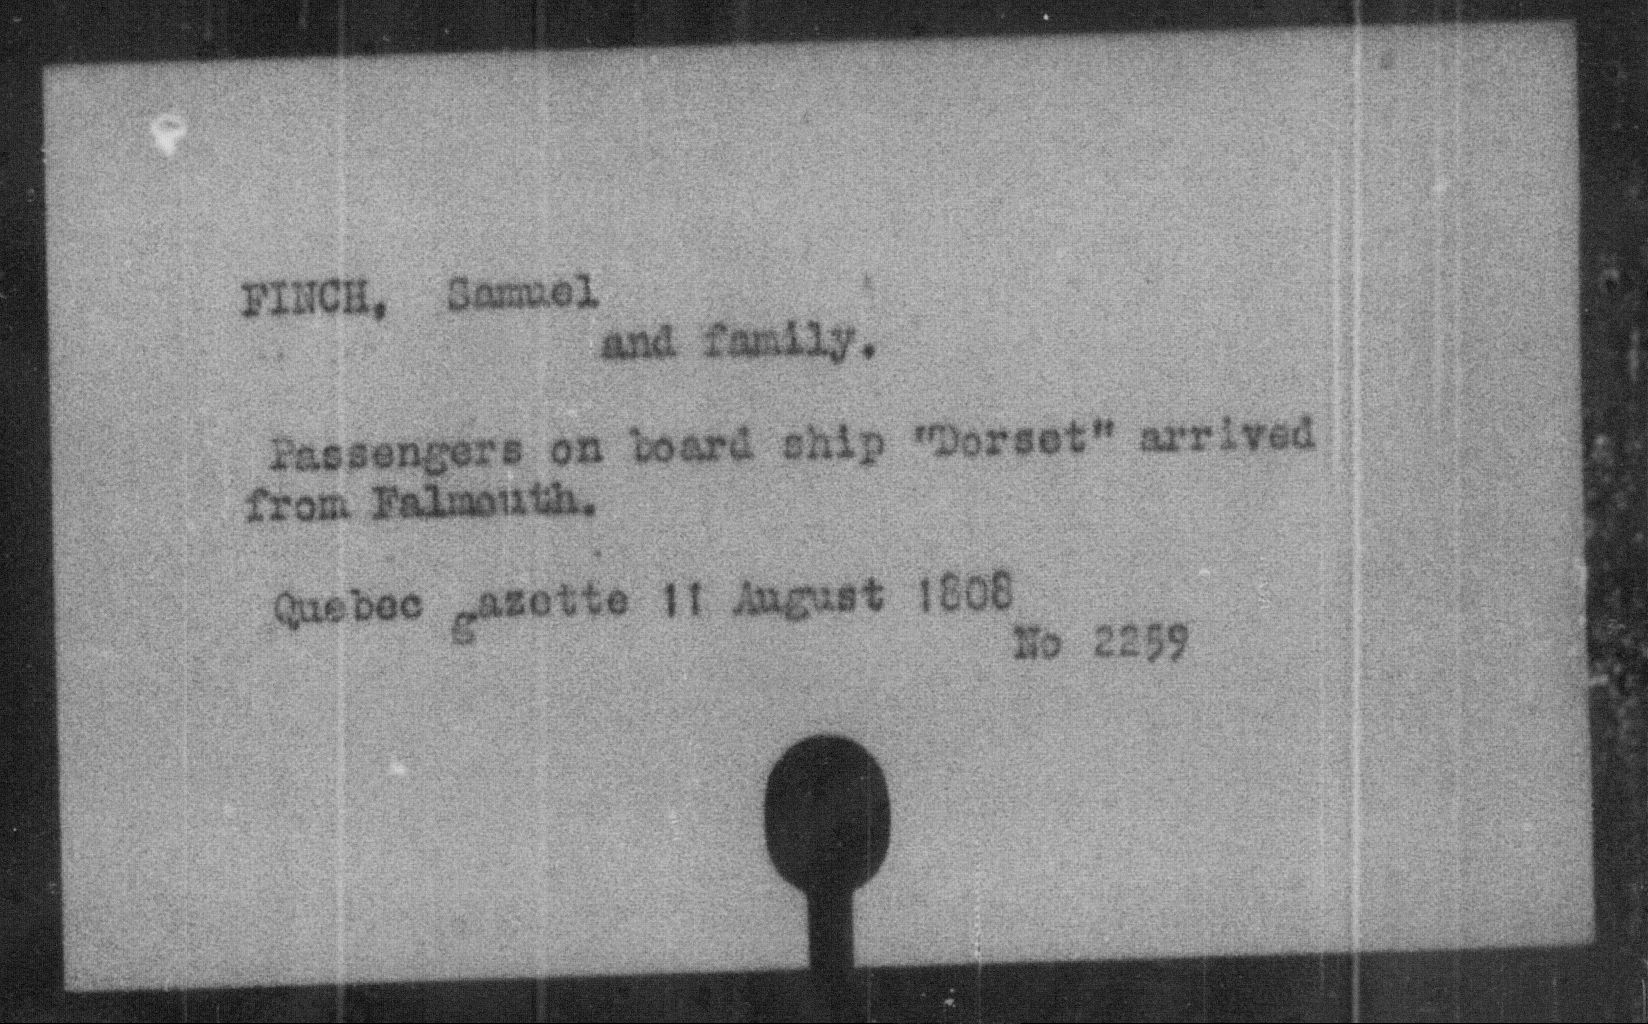 FINCH, Samuel
and family.
Passengers on board ship "Dorset" arrived
from Falmouth.
Quebec gazette 11 August 1808
No 2259